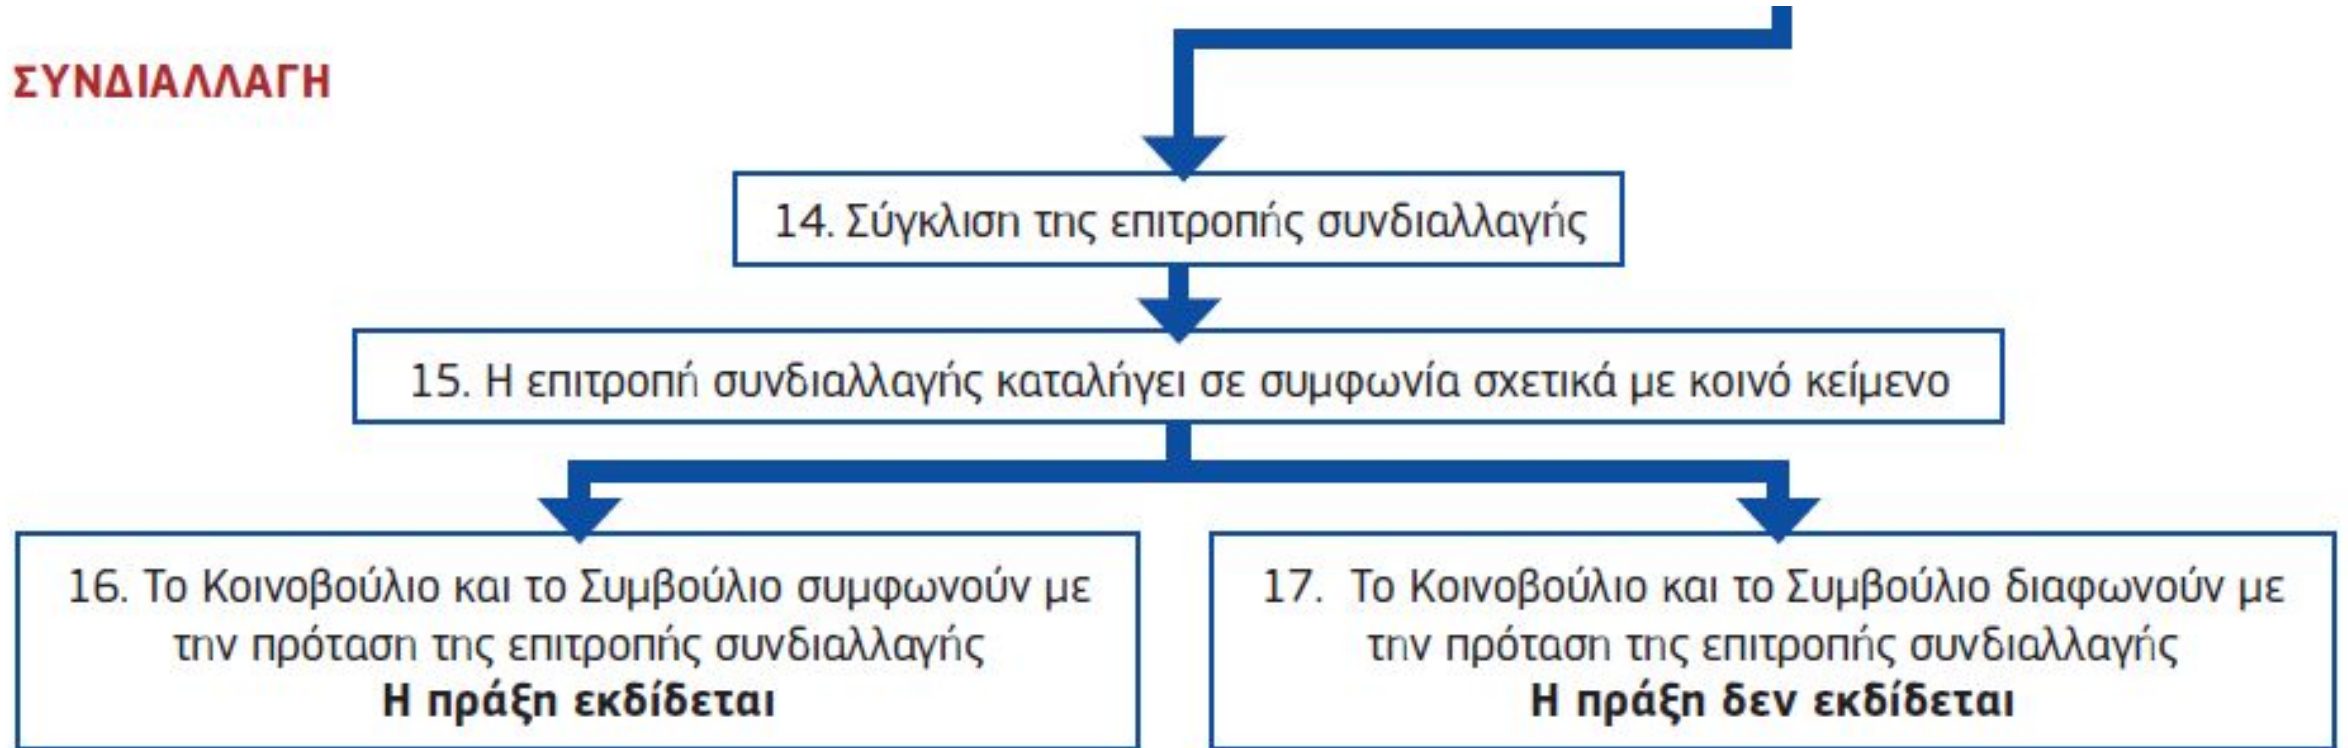 ΣΥΝΔΙΑΛΛΑΓΗ
14. Σύγκλιση της επιτροπής συνδιαλλαγής
15. Η επιτροπή συνδιαλλαγής καταλήγει σε συμφωνία σχετικά με κοινό κείμενο
16. Το Κοινοβούλιο και το Συμβούλιο συμφωνούν με
την πρόταση της επιτροπής συνδιαλλαγής
Η πράξη εκδίδεται
17. Το Κοινοβούλιο και το Συμβούλιο διαφωνούν με
την πρόταση της επιτροπής συνδιαλλαγής
Η πράξη δεν εκδίδεται